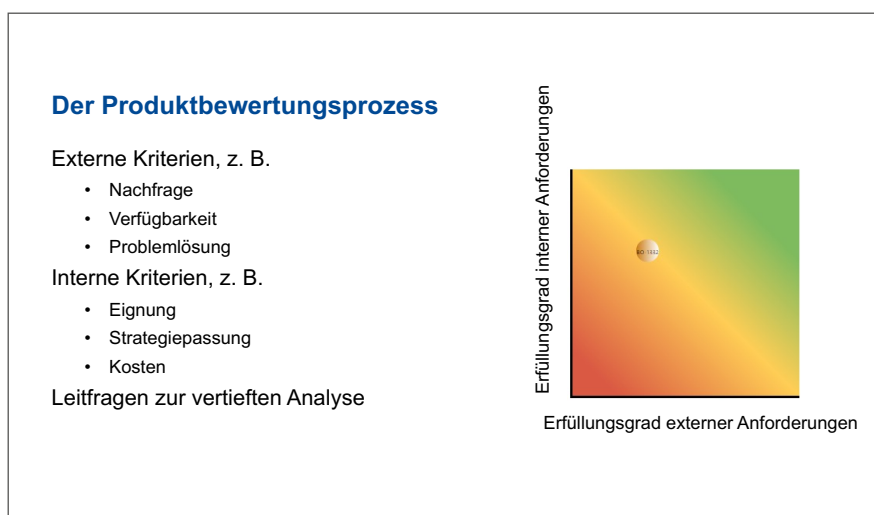 Der Produktbewertungsprozess
Externe Kriterien, z. B.
• Nachfrage
• Verfügbarkeit
• Problemlösung
Interne Kriterien, z. B.
• Eignung
• Strategiepassung
• Kosten
Leitfragen zur vertieften Analyse
Erfüllungsgrad interner Anforderungen
Erfüllungsgrad externer Anforderungen